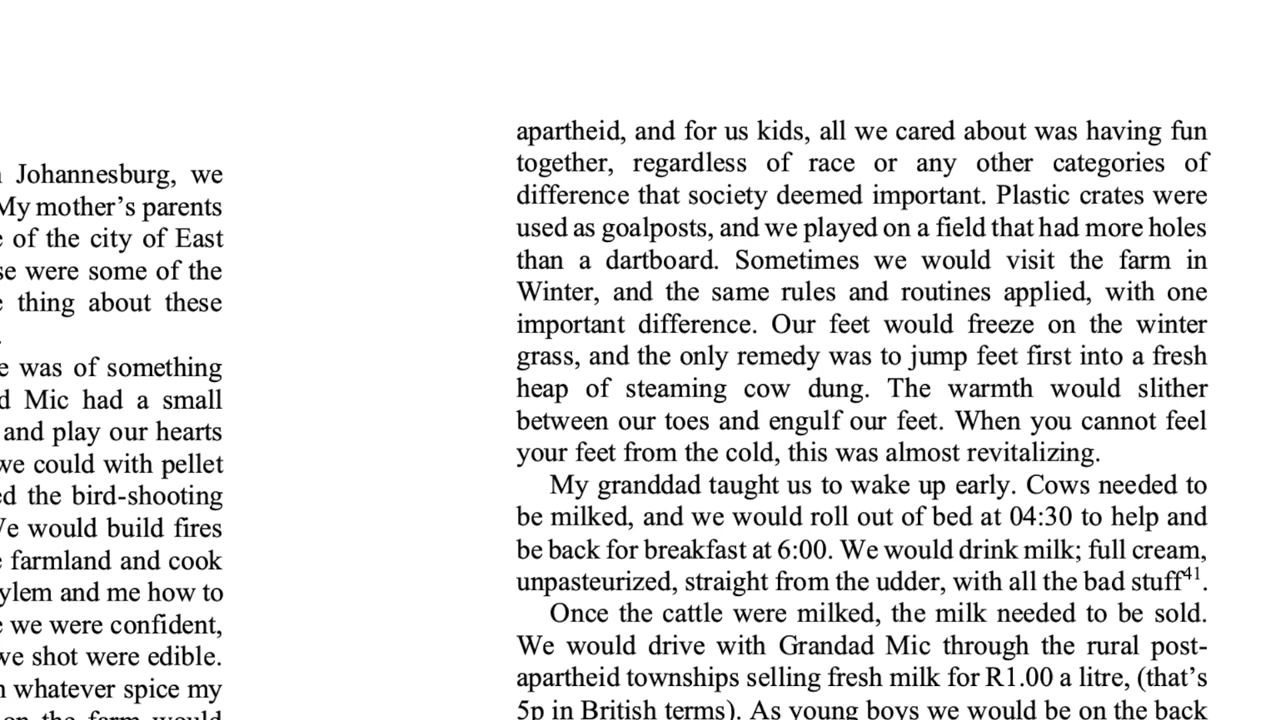 Johannesburg, we
My mother's parents
of the city of East
were some of the
thing about these
.
was of something
Mic had a small
and play our hearts
we could with pellet
the bird-shooting
We would build fires
farmland and cook
and me how to
we were confident,
we shot were edible.
whatever spice my
on the farm would
apartheid, and for us kids, all we cared about was having fun
together, regardless of race or any other categories of
difference that society deemed important. Plastic crates were
used as goalposts, and we played on a field that had more holes
than a dartboard. Sometimes we would visit the farm in
Winter, and the same rules and routines applied, with one
important difference. Our feet would freeze on the winter
grass, and the only remedy was to jump feet first into a fresh
heap of steaming cow dung. The warmth would slither
between our toes and engulf our feet. When you cannot feel
your feet from the cold, this was almost revitalizing.
My granddad taught us to wake up early. Cows needed to
be milked, and we would roll out of bed at 04:30 to help and
be back for breakfast at 6:00. We would drink milk; full cream,
unpasteurized, straight from the udder, with all the bad stuff⁴¹.
Once the cattle were milked, the milk needed to be sold.
We would drive with Grandad Mic through the rural post-
apartheid townships selling fresh milk for R1.00 a litre, (that's
5p in British terms). As young boys we would be on the back